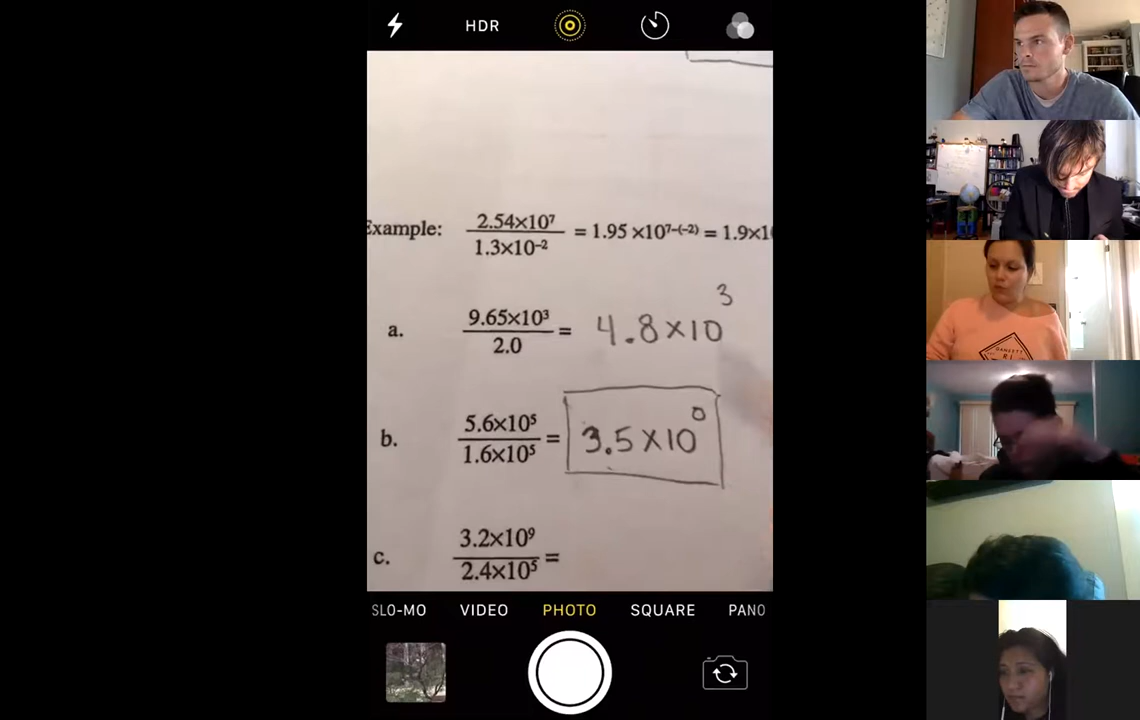 HDR
Example: 2.54×10⁷ / 1.3×10⁻² = 1.95 ×10⁷⁻⁽⁻²⁾ = 1.9×1
a. 9.65×10³ / 2.0 = 4.8×10³
b. 5.6×10⁵ / 1.6×10⁵ = 3.5×10⁰
c. 3.2×10⁹ / 2.4×10⁵ =
SLO-MO VIDEO PHOTO SQUARE PANO